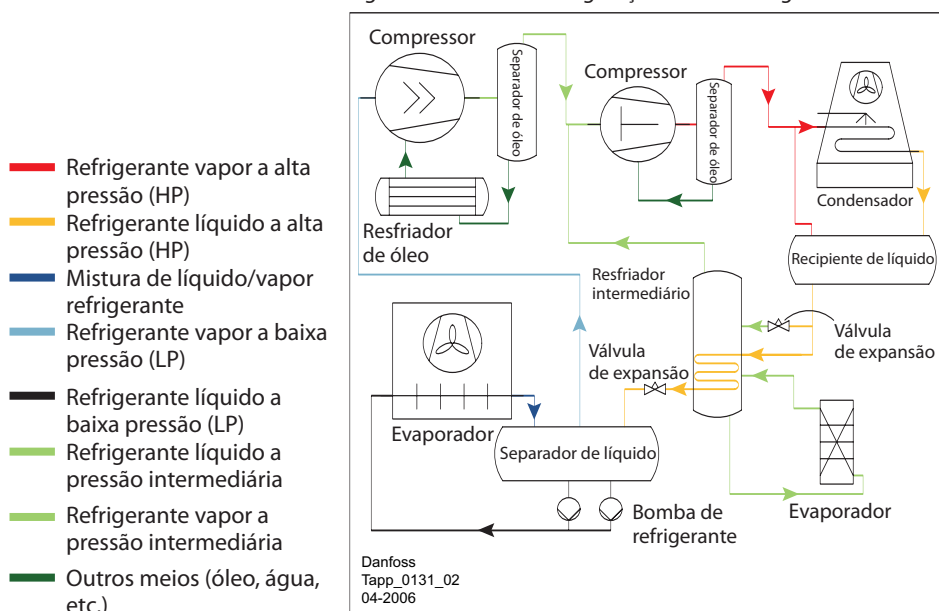 Refrigerante vapor a alta
pressão (HP)
Refrigerante líquido a alta
pressão (HP)
Mistura de líquido/vapor
refrigerante
Refrigerante vapor a baixa
pressão (LP)
Refrigerante líquido a
baixa pressão (LP)
Refrigerante líquido a
pressão intermediária
Refrigerante vapor a
pressão intermediária
Outros meios (óleo, água,
etc.)
Compressor
Separador
de óleo
Compressor
Separador
de óleo
Condensador
Resfriador
de óleo
Recipiente de líquido
Resfriador
intermediário
Válvula
de expansão
Válvula
de expansão
Evaporador
Separador de líquido
Bomba de
refrigerante
Evaporador
Danfoss
Tapp_0131_02
04-2006